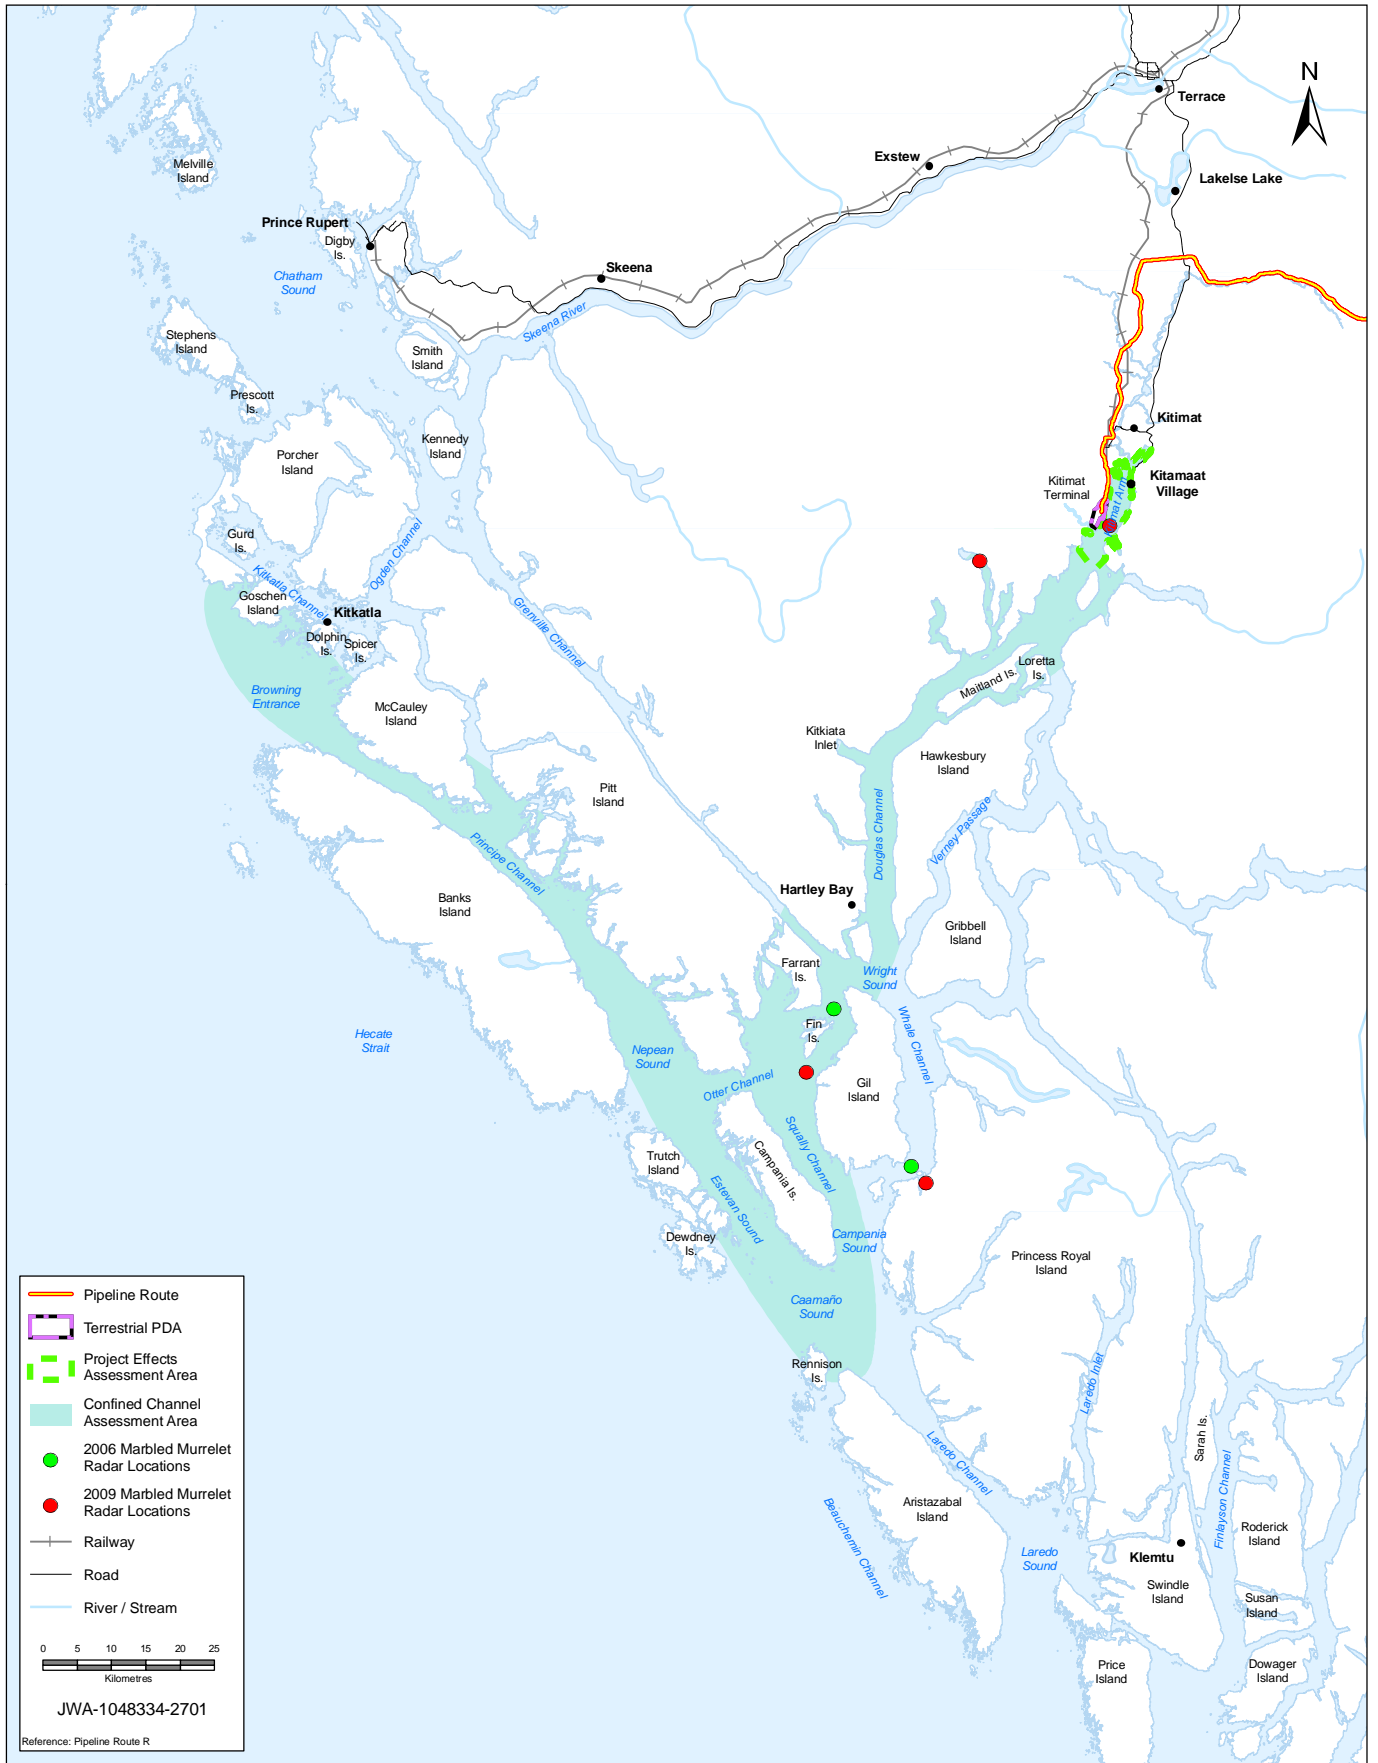 N
Terrace
Exstew
Lakelse Lake
Melville
Island
Prince Rupert
Digby
Is.
Chatham
Sound
Skeena
Skeena River
Stephens
Island
Smith
Island
Prescott
Is.
Kennedy
Island
Porcher
Island
Kitimat
Kitimat
Terminal
Kitamaat
Village
Kitimat Arm
Gurd
Is.
Ogden Channel
Kitkatla Channel
Goschen
Island
Kitkatla
Dolphin
Is.
Spicer
Is.
Grenville Channel
Browning
Entrance
McCauley
Island
Maitland Is.
Loretta
Is.
Kitkiata
Inlet
Hawkesbury
Island
Pitt
Island
Douglas Channel
Verney Passage
Principe Channel
Banks
Island
Hartley Bay
Gribbell
Island
Farrant
Is.
Wright
Sound
Fin
Is.
Whale Channel
Hecate
Strait
Nepean
Sound
Otter Channel
Gil
Island
Squally Channel
Campania Is.
Trutch
Island
Estevan Sound
Dewdney
Is.
Campania
Sound
Princess Royal
Island
Caamaño
Sound
Rennison
Is.
Laredo Inlet
Sarah Is.
Laredo Channel
Finlayson Channel
Beauchemin Channel
Aristazabal
Island
Roderick
Island
Laredo
Sound
Klemtu
Swindle
Island
Susan
Island
Price
Island
Dowager
Island
Pipeline Route
Terrestrial PDA
Project Effects
Assessment Area
Confined Channel
Assessment Area
2006 Marbled Murrelet
Radar Locations
2009 Marbled Murrelet
Radar Locations
Railway
Road
River / Stream
0 5 10 15 20 25
Kilometres
JWA-1048334-2701
Reference: Pipeline Route R